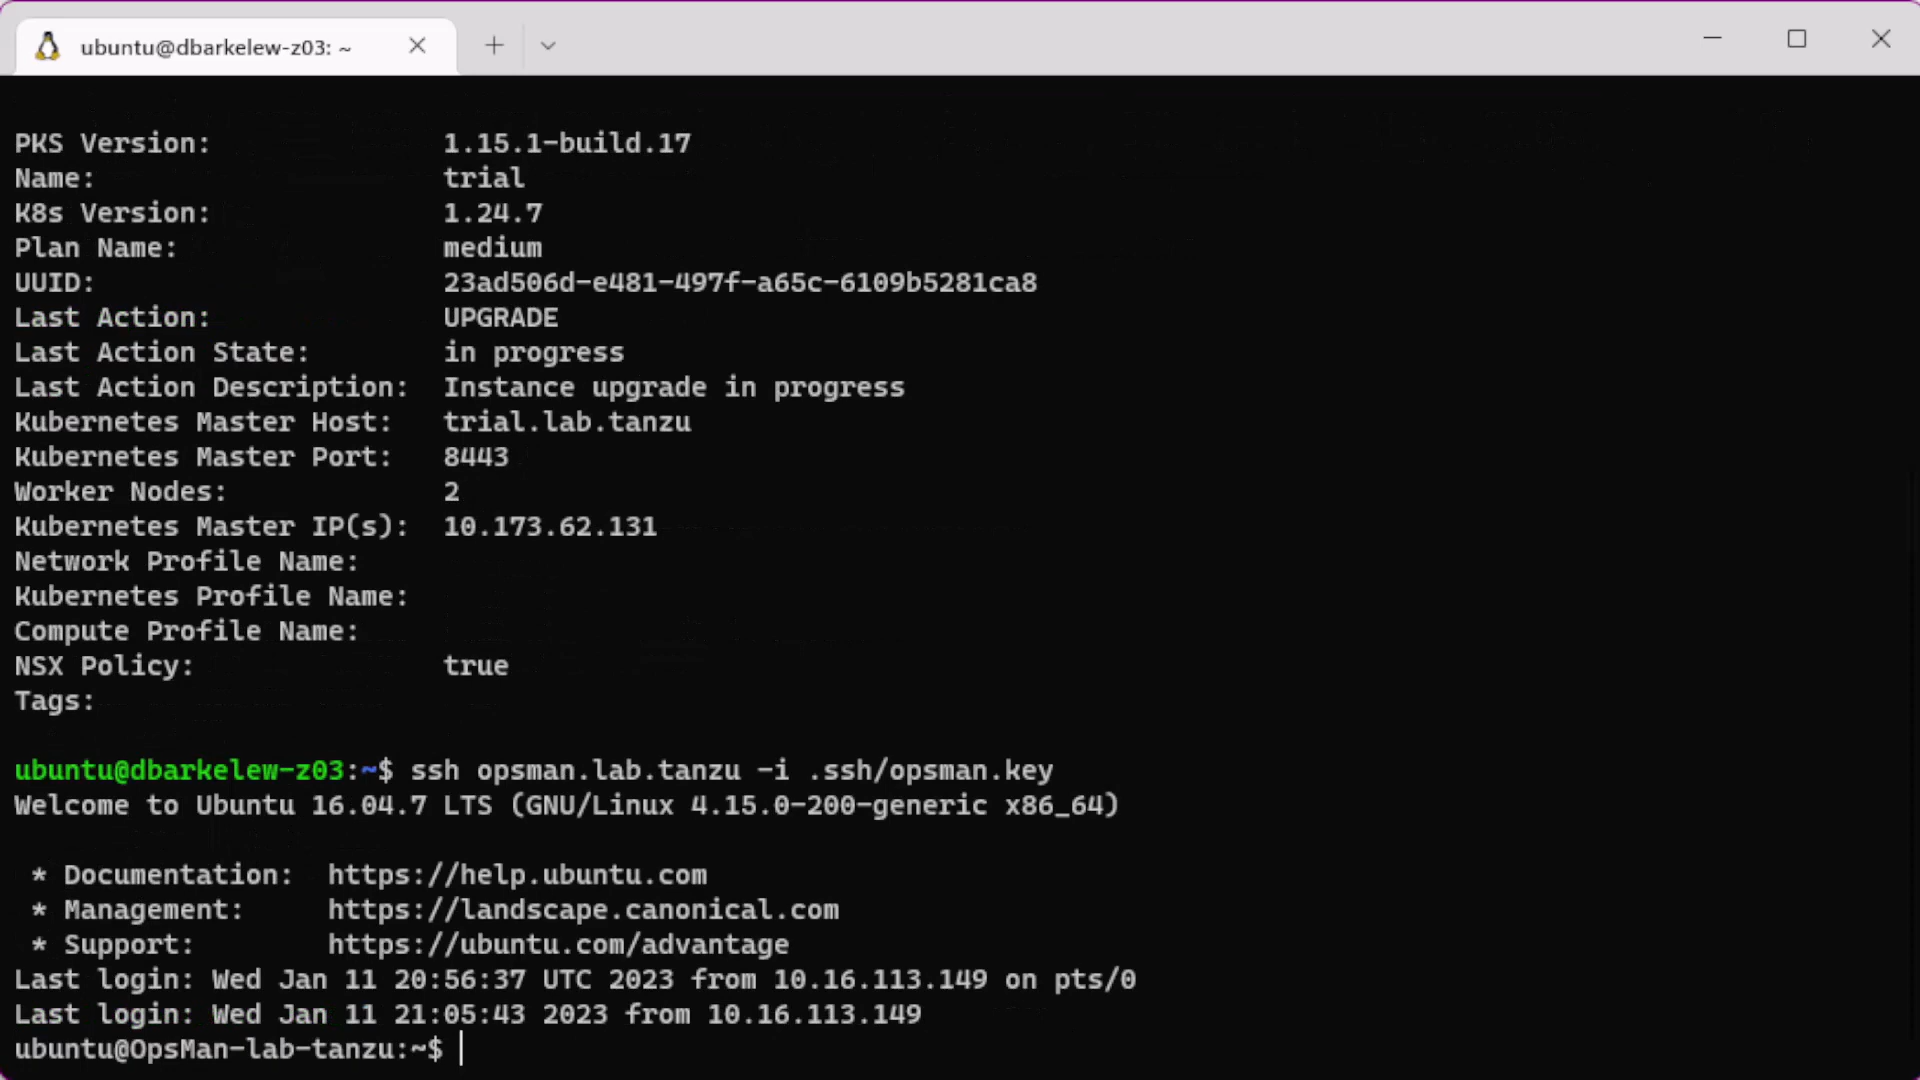 ubuntu@dbarkelew-z03: ~
PKS Version: 1.15.1-build.17
Name: trial
K8s Version: 1.24.7
Plan Name: medium
UUID: 23ad506d-e481-497f-a65c-6109b5281ca8
Last Action: UPGRADE
Last Action State: in progress
Last Action Description: Instance upgrade in progress
Kubernetes Master Host: trial.lab.tanzu
Kubernetes Master Port: 8443
Worker Nodes: 2
Kubernetes Master IP(s): 10.173.62.131
Network Profile Name:
Kubernetes Profile Name:
Compute Profile Name:
NSX Policy: true
Tags:
ubuntu@dbarkelew-z03:~$ ssh opsman.lab.tanzu -i .ssh/opsman.key
Welcome to Ubuntu 16.04.7 LTS (GNU/Linux 4.15.0-200-generic x86_64)
* Documentation: https://help.ubuntu.com
* Management: https://landscape.canonical.com
* Support: https://ubuntu.com/advantage
Last login: Wed Jan 11 20:56:37 UTC 2023 from 10.16.113.149 on pts/0
Last login: Wed Jan 11 21:05:43 2023 from 10.16.113.149
ubuntu@OpsMan-lab-tanzu:~$